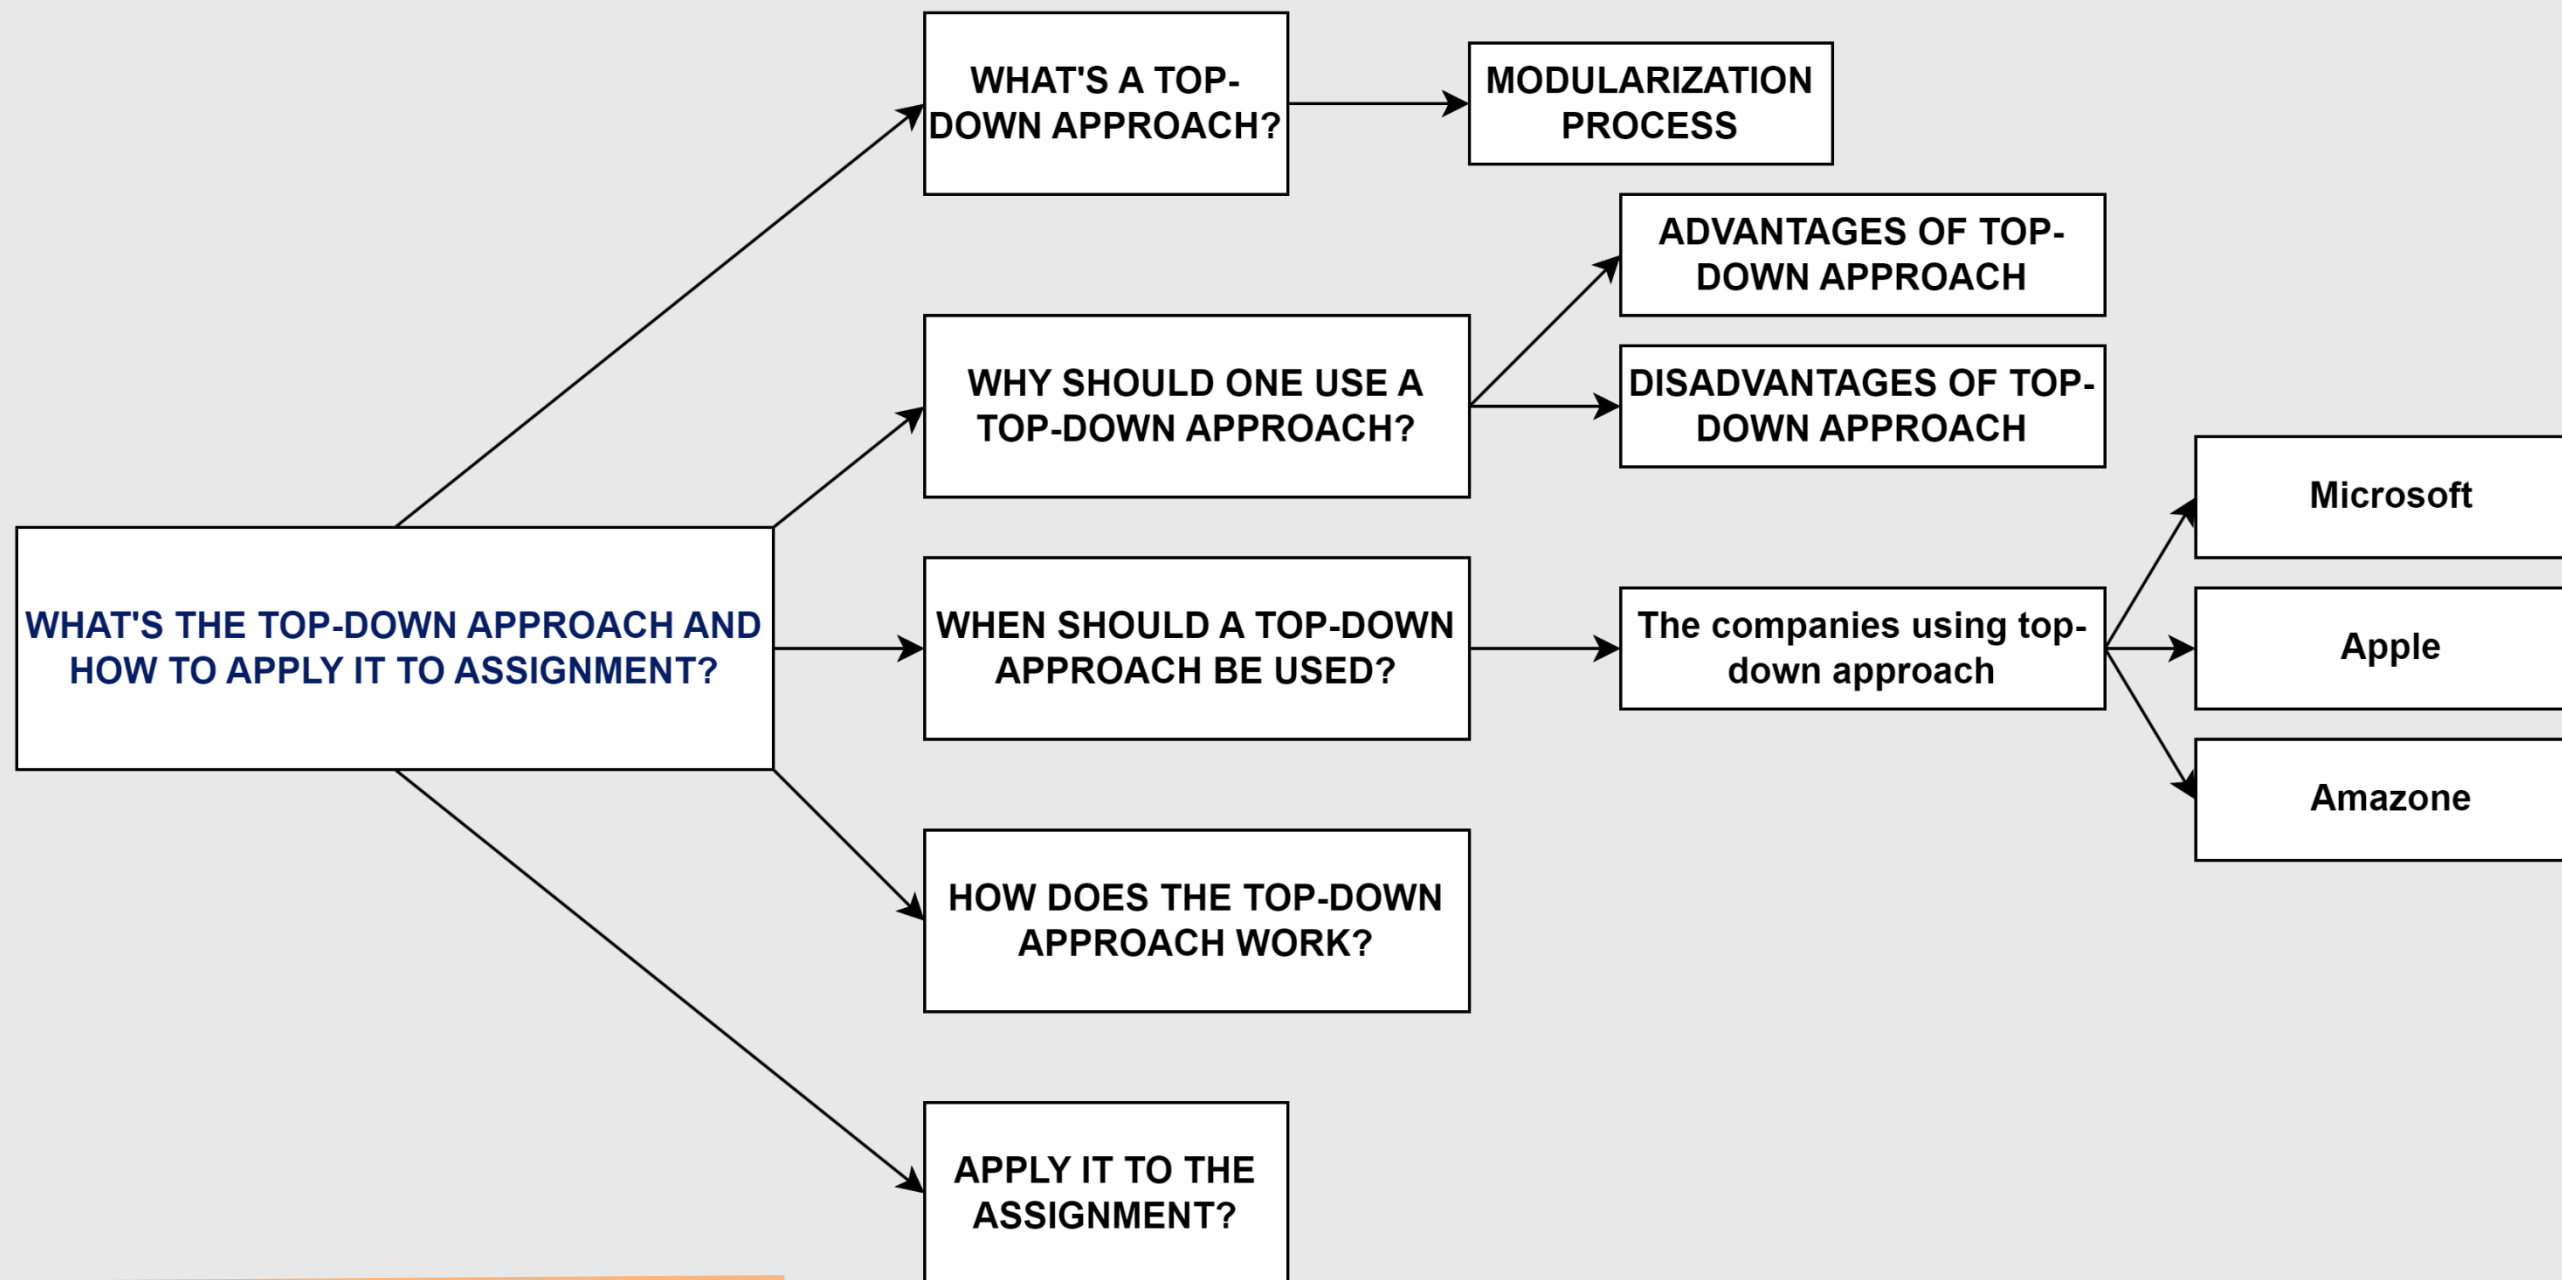 WHAT'S A TOP-
DOWN APPROACH?
MODULARIZATION
PROCESS
ADVANTAGES OF TOP-
DOWN APPROACH
WHY SHOULD ONE USE A
TOP-DOWN APPROACH?
DISADVANTAGES OF TOP-
DOWN APPROACH
Microsoft
WHAT'S THE TOP-DOWN APPROACH AND
HOW TO APPLY IT TO ASSIGNMENT?
WHEN SHOULD A TOP-DOWN
APPROACH BE USED?
The companies using top-
down approach
Apple
Amazone
HOW DOES THE TOP-DOWN
APPROACH WORK?
APPLY IT TO THE
ASSIGNMENT?